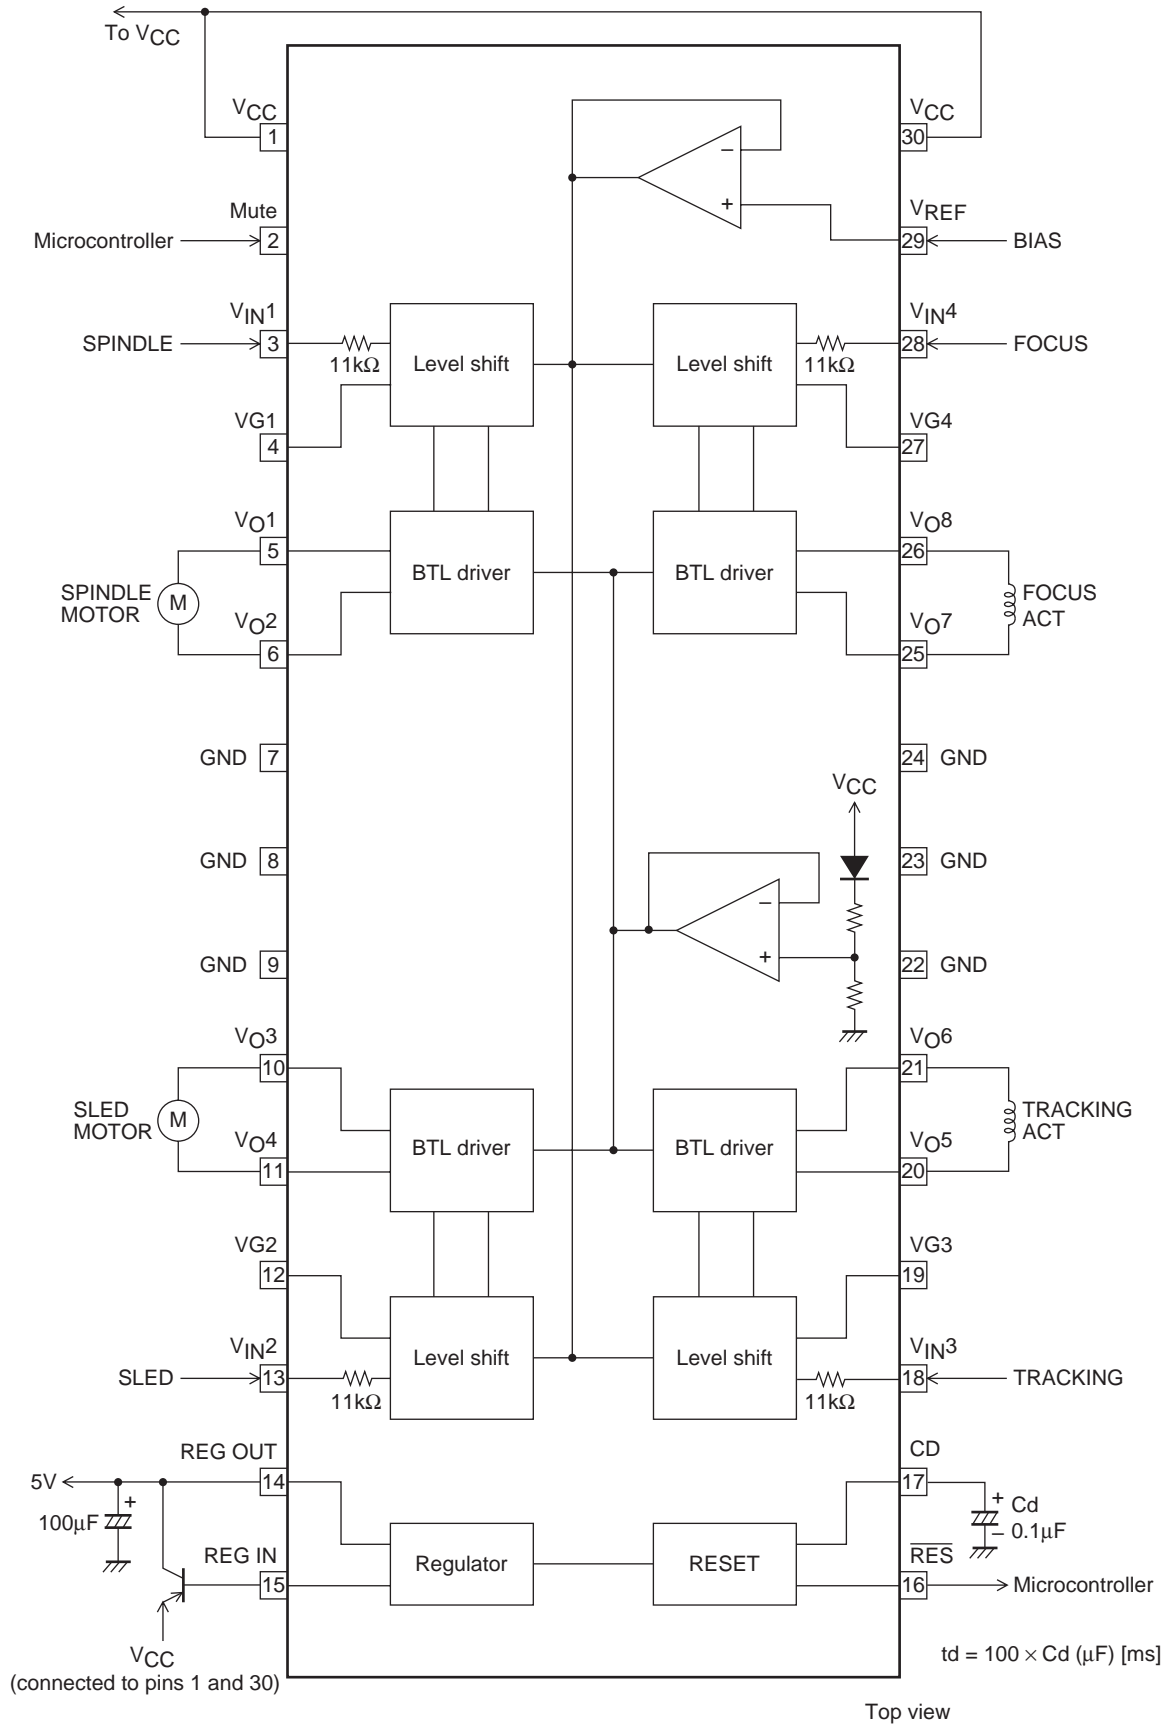 To VCC
VCC
1
VCC
30
Mute
Microcontroller
2
VREF
29
BIAS
−
+
VIN1
SPINDLE
3
11kΩ
Level shift
Level shift
11kΩ
VIN4
28
FOCUS
VG1
4
VG4
27
VO1
5
BTL driver
BTL driver
VO8
26
SPINDLE
MOTOR
M
FOCUS
ACT
VO2
6
VO7
25
GND 7
24 GND
VCC
GND 8
23 GND
−
+
GND 9
22 GND
VO3
10
VO6
21
SLED
MOTOR
M
TRACKING
ACT
VO4
11
BTL driver
BTL driver
VO5
20
VG2
12
VG3
19
VIN2
SLED
13
11kΩ
Level shift
Level shift
11kΩ
VIN3
18
TRACKING
REG OUT
5V
14
CD
17
+
100μF
+
Cd
−
0.1μF
REG IN
15
Regulator
RESET
RES
16
Microcontroller
VCC
(connected to pins 1 and 30)
td = 100 × Cd (μF) [ms]
Top view